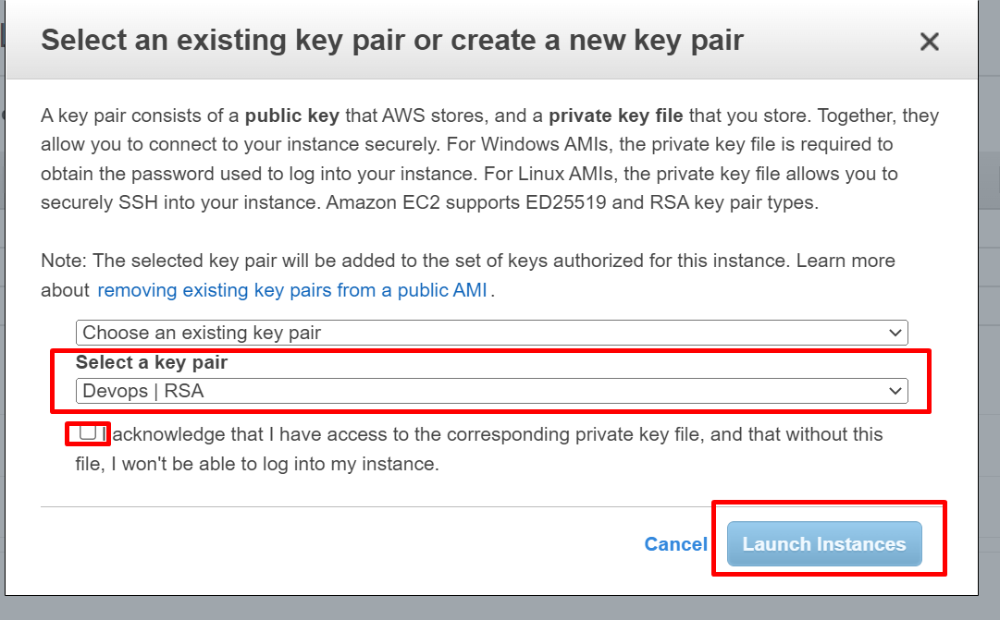 Select an existing key pair or create a new key pair
A key pair consists of a public key that AWS stores, and a private key file that you store. Together, they
allow you to connect to your instance securely. For Windows AMIs, the private key file is required to
obtain the password used to log into your instance. For Linux AMIs, the private key file allows you to
securely SSH into your instance. Amazon EC2 supports ED25519 and RSA key pair types.
Note: The selected key pair will be added to the set of keys authorized for this instance. Learn more
about removing existing key pairs from a public AMI .
Choose an existing key pair
Select a key pair
Devops | RSA
I acknowledge that I have access to the corresponding private key file, and that without this
file, I won't be able to log into my instance.
Cancel Launch Instances